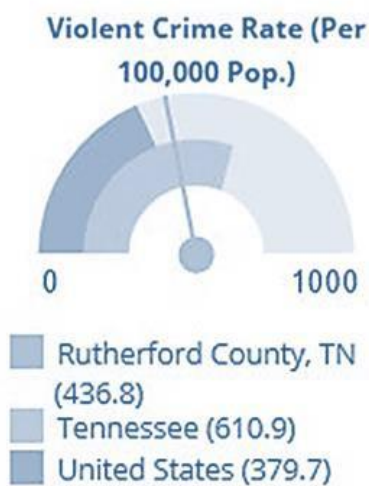 Violent Crime Rate (Per
100,000 Pop.)
0
1000
Rutherford County, TN
(436.8)
Tennessee (610.9)
United States (379.7)